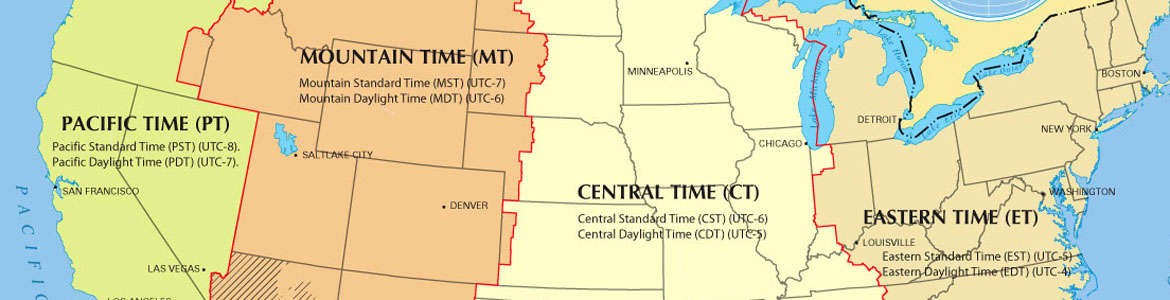 MOUNTAIN TIME (MT)
Mountain Standard Time (MST) (UTC-7)
Mountain Daylight Time (MDT) (UTC-6)
MINNEAPOLIS
BOSTON
PACIFIC TIME (PT)
Pacific Standard Time (PST) (UTC-8).
Pacific Daylight Time (PDT) (UTC-7).
DETROIT
NEW YORK
CHICAGO
SALT LAKE CITY
SAN FRANCISCO
CENTRAL TIME (CT)
Central Standard Time (CST) (UTC-6)
Central Daylight Time (CDT) (UTC-5)
WASHINGTON
DENVER
EASTERN TIME (ET)
Eastern Standard Time (EST) (UTC-5)
Eastern Daylight Time (EDT) (UTC-4)
LOUISVILLE
LAS VEGAS
LOS ANGELES
PACIFIC
Lake Huron